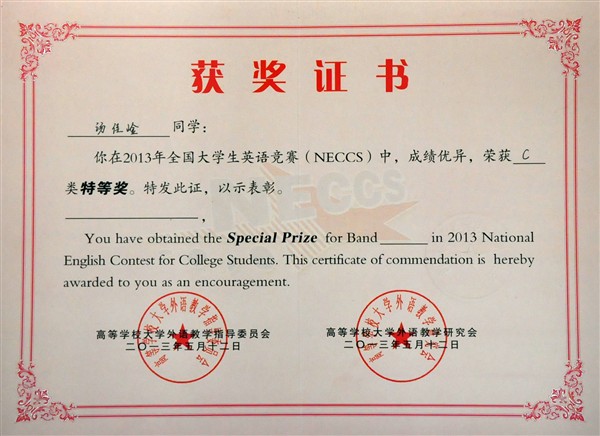 获奖证书
同学：
你在2013年全国大学生英语竞赛（NECCS）中，成绩优异，荣获 C
类特等奖。特发此证，以示表彰。
NECCS
，
You have obtained the Special Prize for Band in 2013 National
English Contest for College Students. This certificate of commendation is hereby
awarded to you as an encouragement.
高等学校大学外语教学指导委员会
二〇一三年五月十二日
高等学校大学外语教学研究会
二〇一三年五月十二日